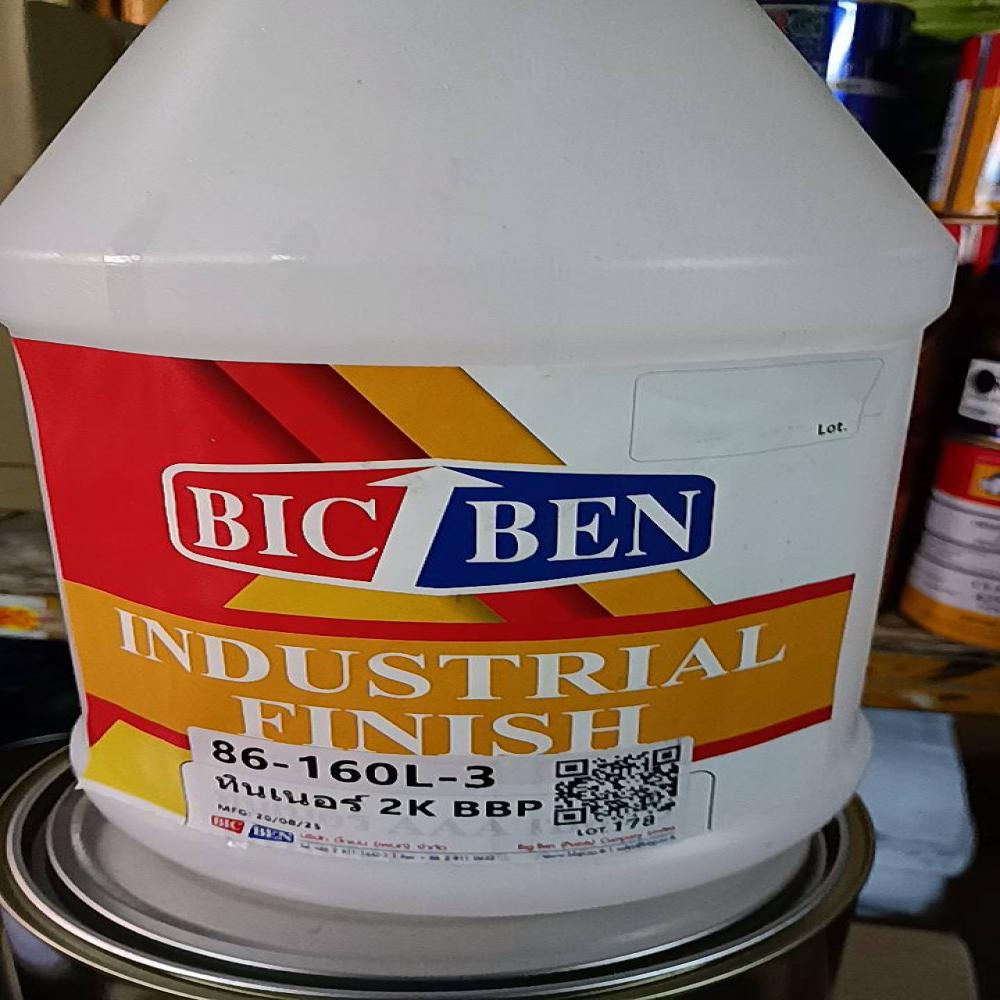 Lot.
BIC BEN
INDUSTRIAL
FINISH
86-160L-3
ทินเนอร์ 2K BBP
MFG: 20/08/25
LOT. 178
BIC BEN